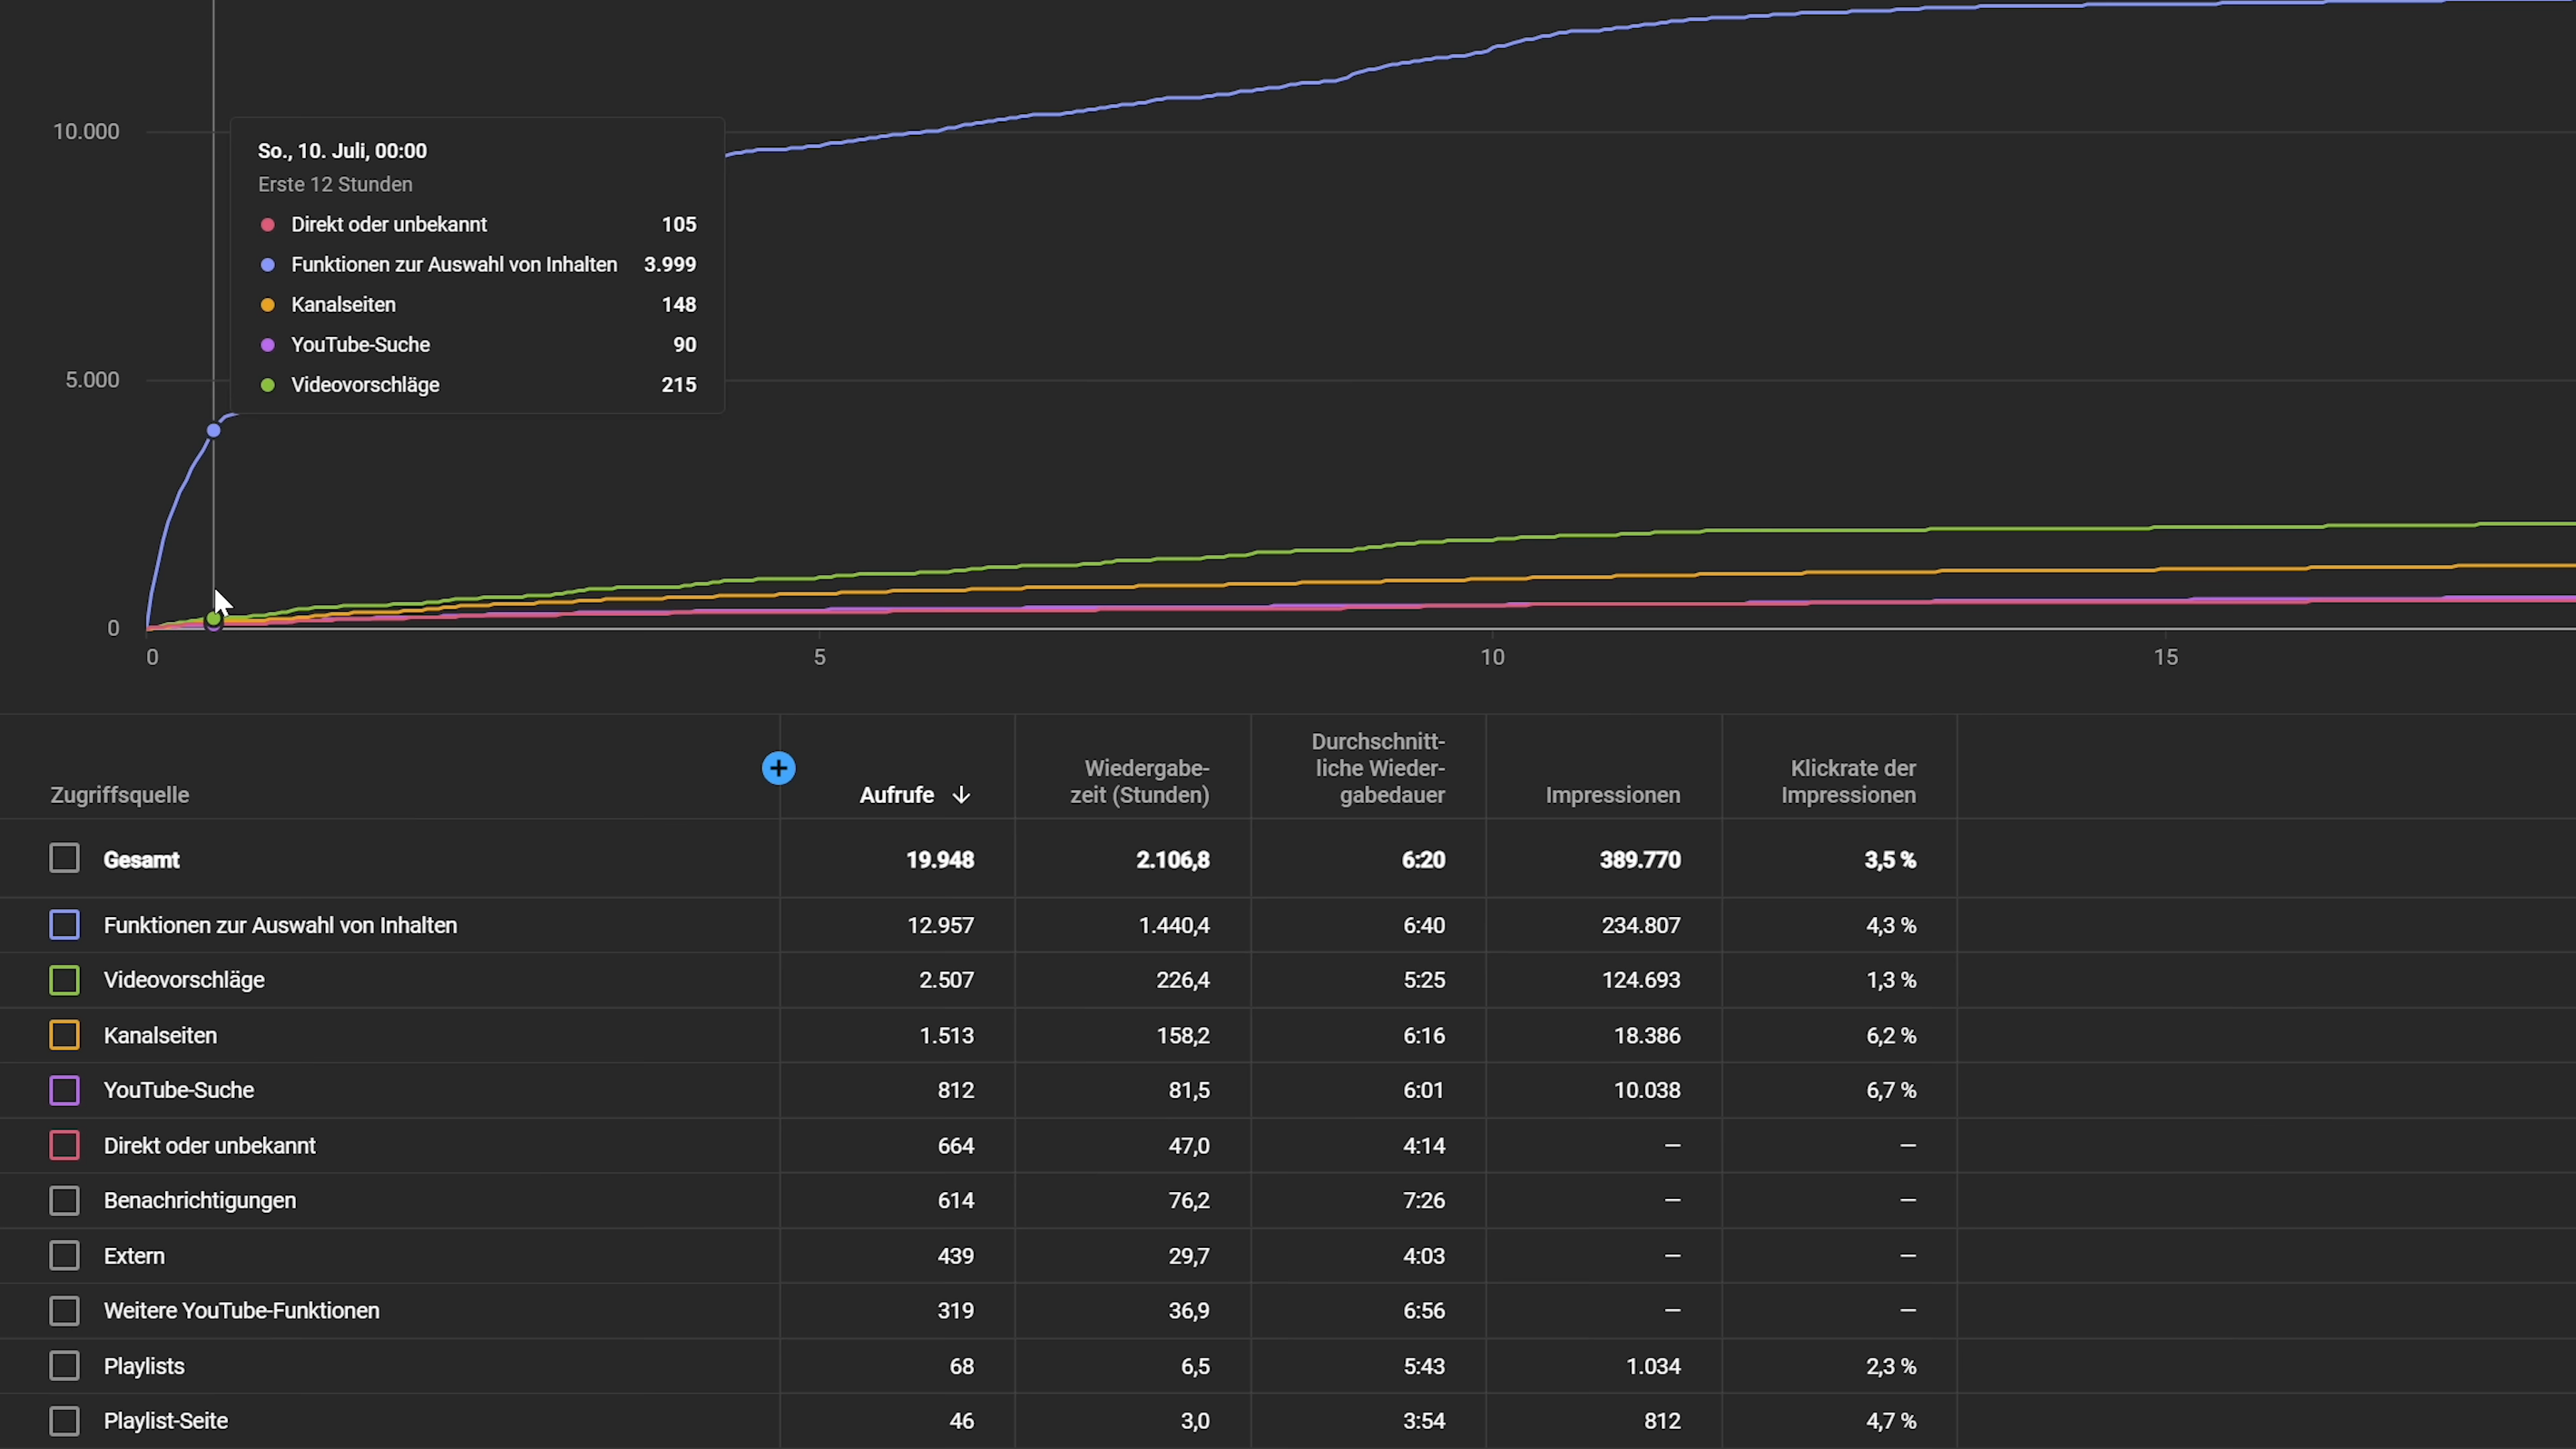 10.000
5.000
0
So., 10. Juli, 00:00
Erste 12 Stunden
Direkt oder unbekannt 105
Funktionen zur Auswahl von Inhalten 3.999
Kanalseiten 148
YouTube-Suche 90
Videovorschläge 215
0 5 10 15
Zugriffsquelle
Aufrufe
Wiedergabe-
zeit (Stunden)
Durchschnitt-
liche Wieder-
gabedauer
Impressionen
Klickrate der
Impressionen
Gesamt 19.948 2.106,8 6:20 389.770 3,5 %
Funktionen zur Auswahl von Inhalten 12.957 1.440,4 6:40 234.807 4,3 %
Videovorschläge 2.507 226,4 5:25 124.693 1,3 %
Kanalseiten 1.513 158,2 6:16 18.386 6,2 %
YouTube-Suche 812 81,5 6:01 10.038 6,7 %
Direkt oder unbekannt 664 47,0 4:14 — —
Benachrichtigungen 614 76,2 7:26 — —
Extern 439 29,7 4:03 — —
Weitere YouTube-Funktionen 319 36,9 6:56 — —
Playlists 68 6,5 5:43 1.034 2,3 %
Playlist-Seite 46 3,0 3:54 812 4,7 %